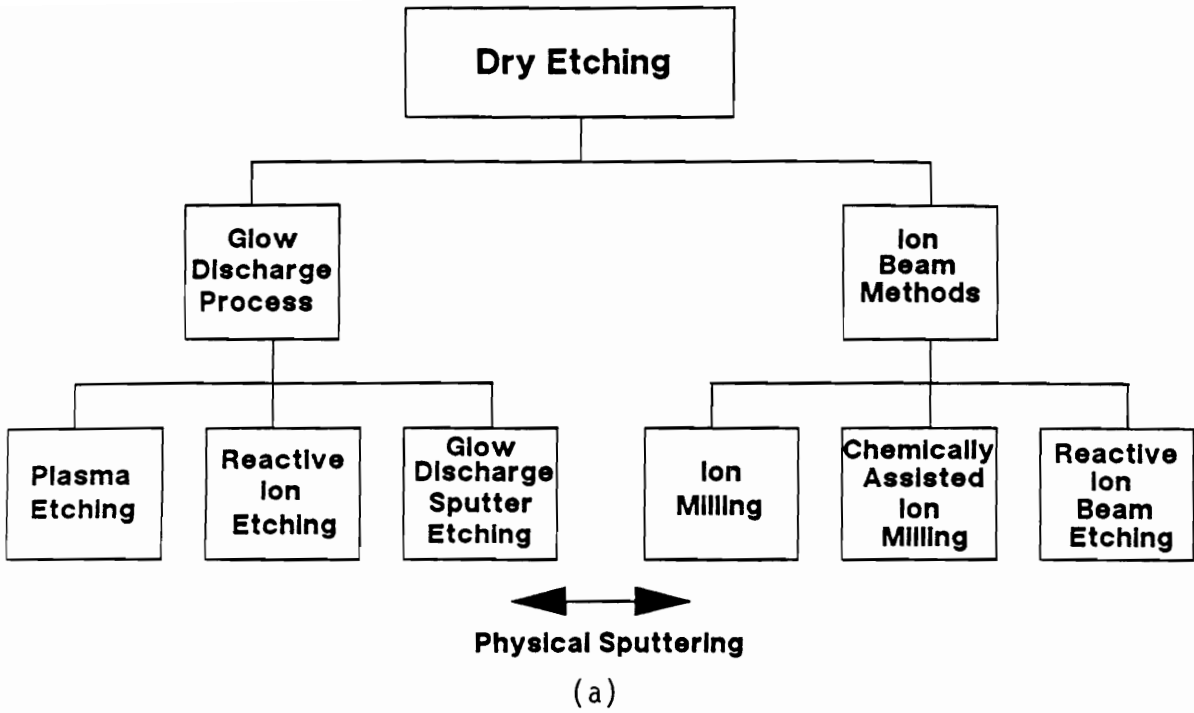 Dry Etching
Glow
Discharge
Process
Ion
Beam
Methods
Plasma
Etching
Reactive
Ion
Etching
Glow
Discharge
Sputter
Etching
Ion
Milling
Chemically
Assisted
Ion
Milling
Reactive
Ion
Beam
Etching
Physical Sputtering
(a)